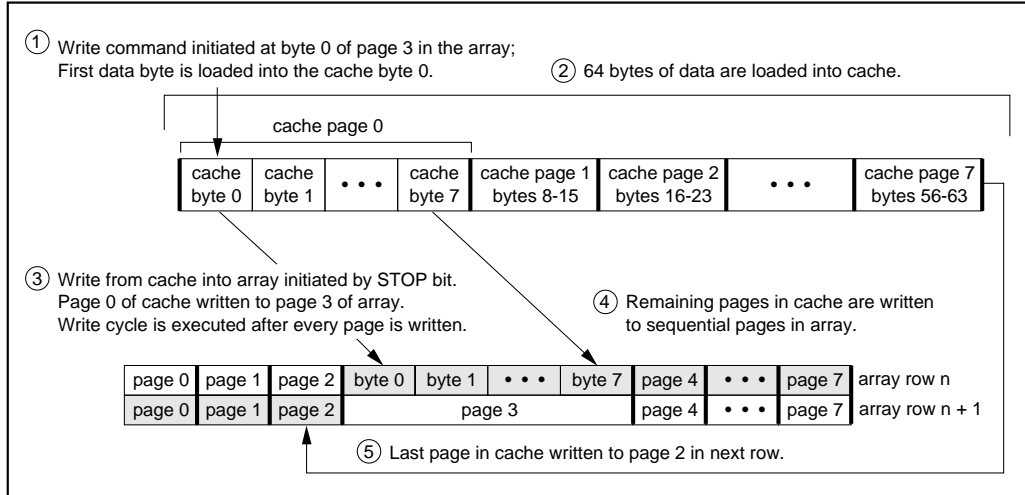 ① Write command initiated at byte 0 of page 3 in the array;
First data byte is loaded into the cache byte 0.
② 64 bytes of data are loaded into cache.
cache page 0
cache byte 0 cache byte 1 • • • cache byte 7 cache page 1 bytes 8-15 cache page 2 bytes 16-23 • • • cache page 7 bytes 56-63
③ Write from cache into array initiated by STOP bit.
Page 0 of cache written to page 3 of array.
Write cycle is executed after every page is written.
④ Remaining pages in cache are written
to sequential pages in array.
page 0 page 1 page 2 byte 0 byte 1 • • • byte 7 page 4 • • • page 7 array row n
page 0 page 1 page 2 page 3 page 4 • • • page 7 array row n + 1
⑤ Last page in cache written to page 2 in next row.